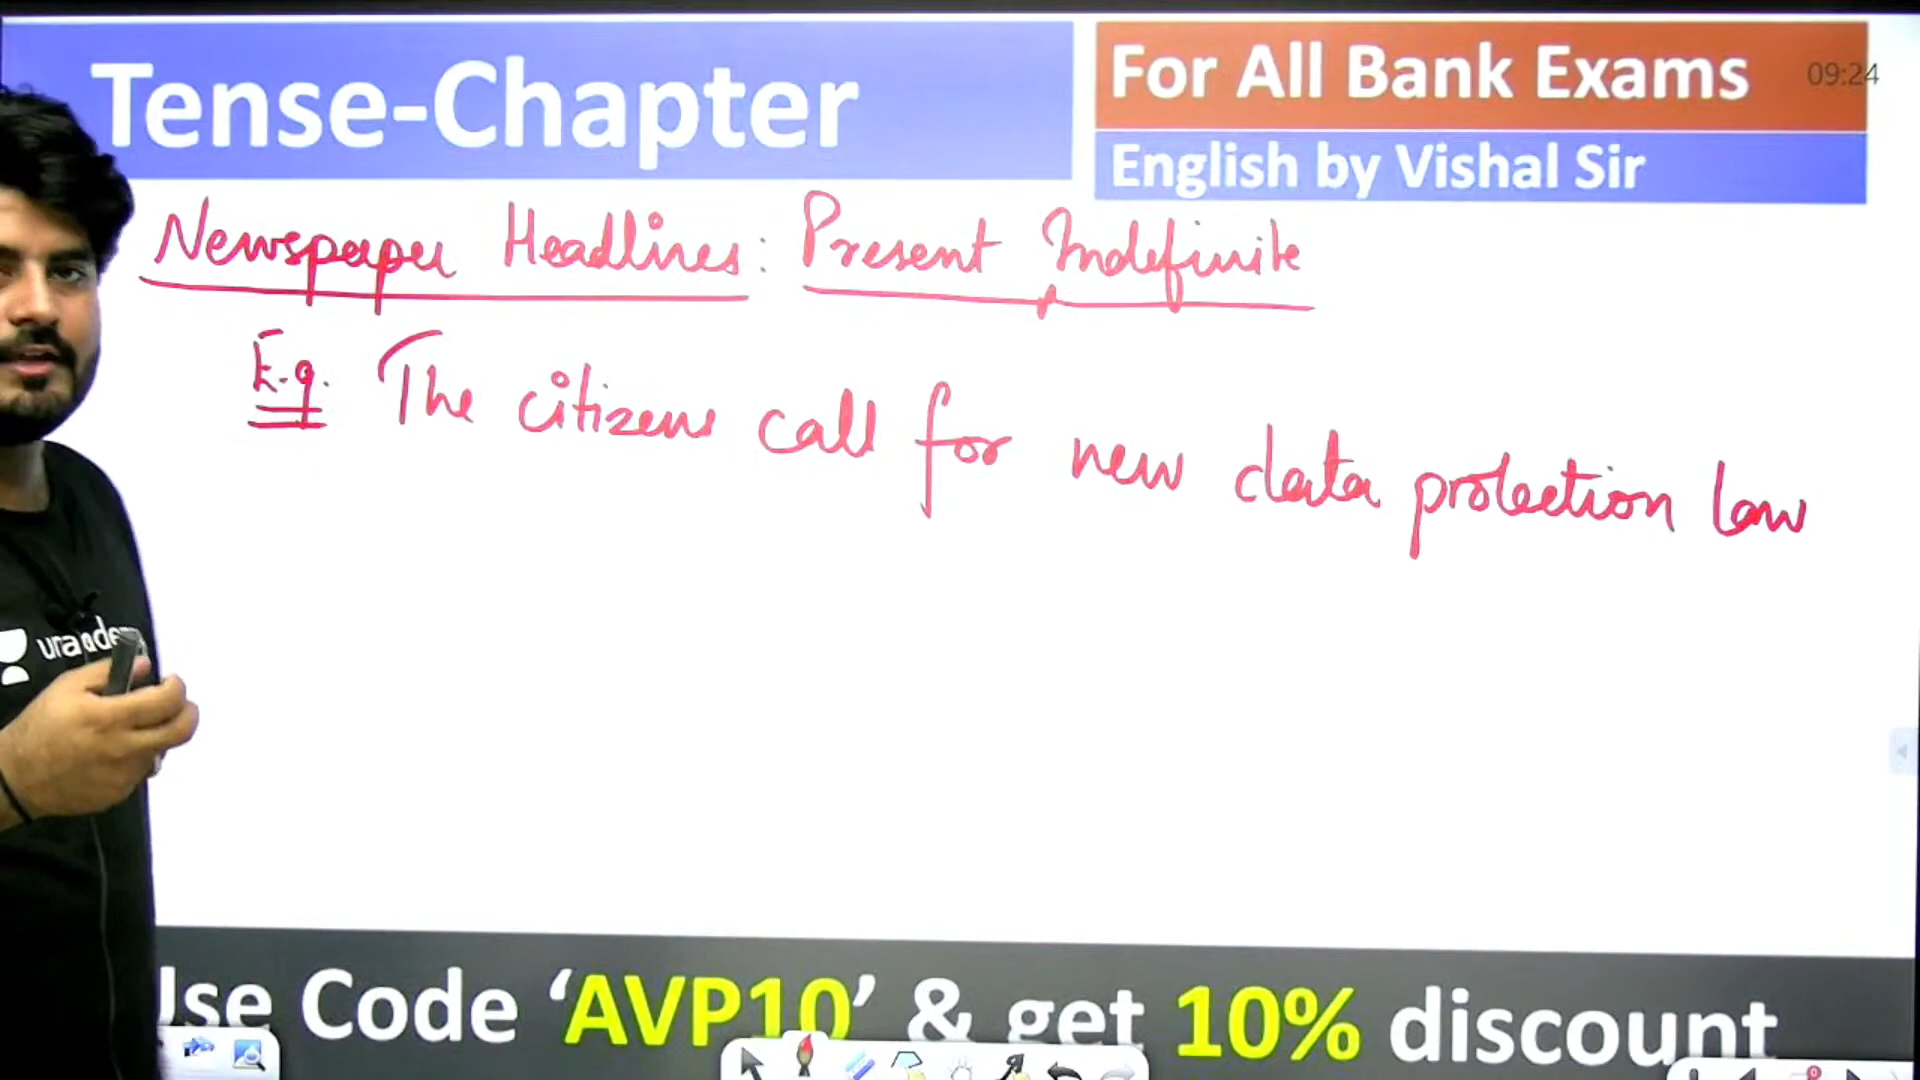 Tense-Chapter
For All Bank Exams
09:24
English by Vishal Sir
Newspaper Headlines: Present Indefinite
E.g. The citizens call for new data protection law
Use Code ‘AVP10’ & get 10% discount